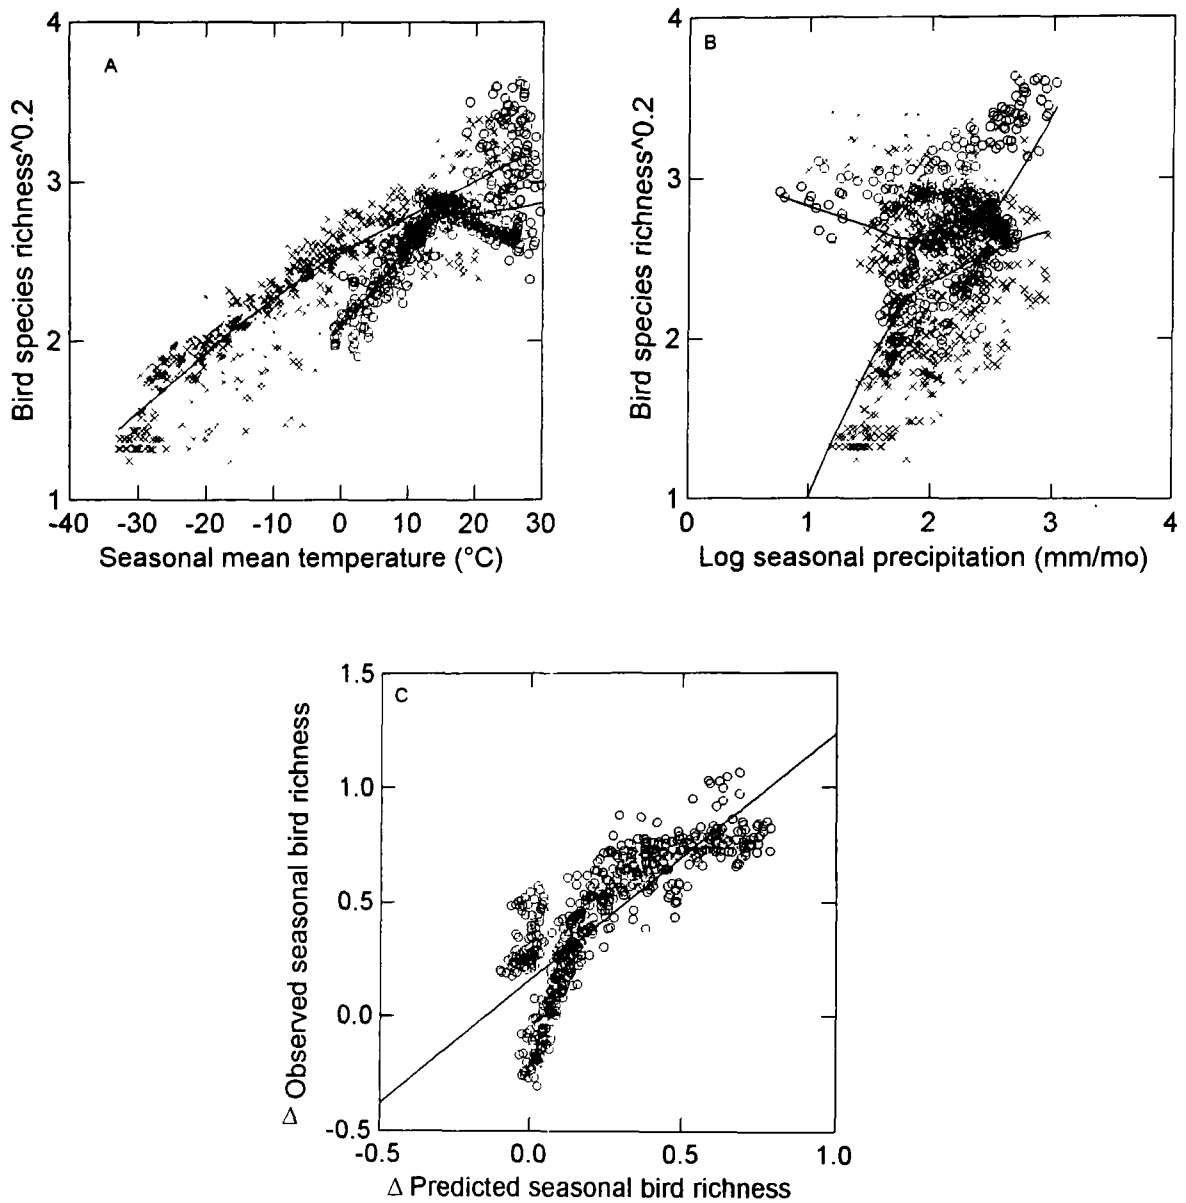 A
Bird species richness^0.2
4
3
2
1
-40 -30 -20 -10 0 10 20 30
Seasonal mean temperature (°C)
B
Bird species richness^0.2
4
3
2
1
0 1 2 3 4
Log seasonal precipitation (mm/mo)
C
Δ Observed seasonal bird richness
1.5
1.0
0.5
0.0
-0.5
-0.5 0.0 0.5 1.0
Δ Predicted seasonal bird richness